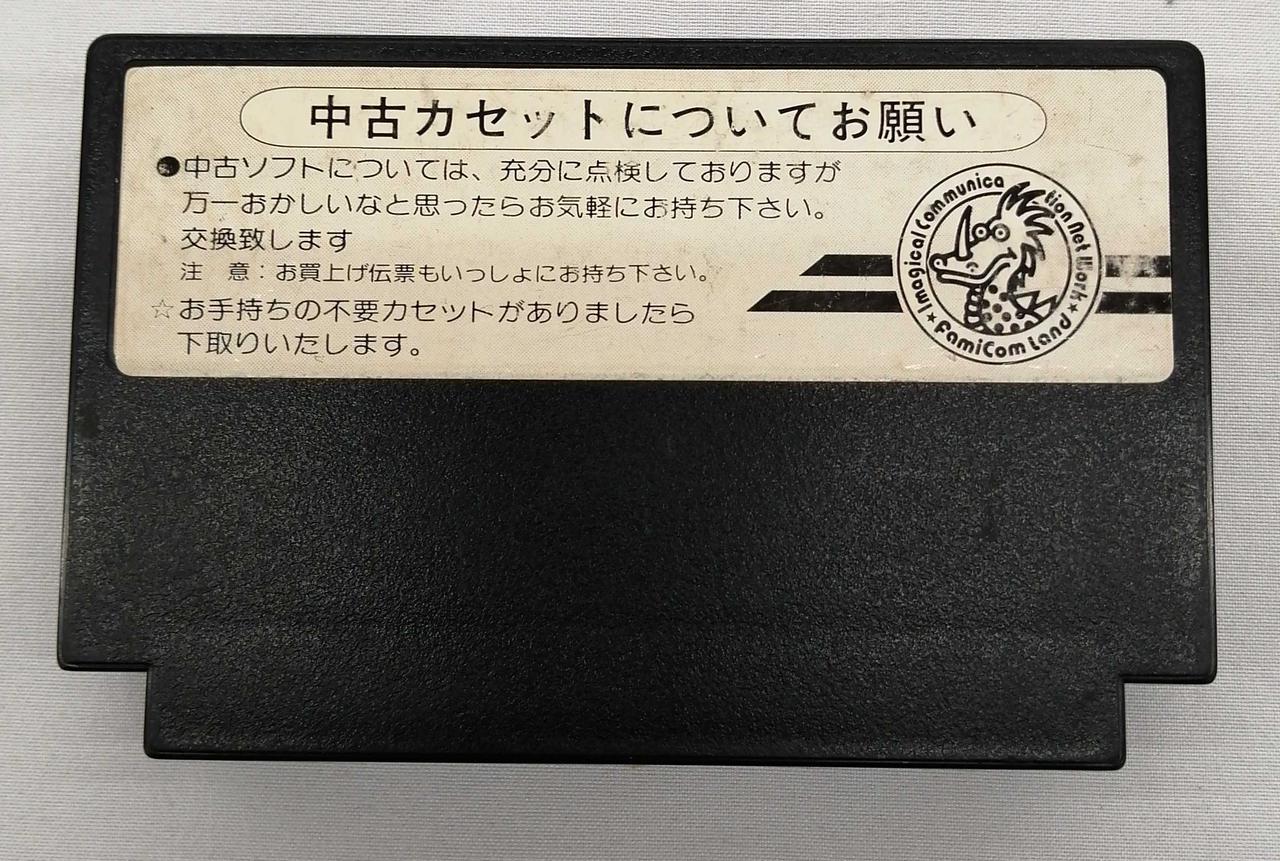 中古カセットについてお願い
●中古ソフトについては、充分に点検しておりますが
万一おかしいなと思ったらお気軽にお持ち下さい。
交換致します
注　意：お買上げ伝票もいっしょにお持ち下さい。
☆お手持ちの不要カセットがありましたら
下取りいたします。
Imagical Communication Network
★FamiCom Land★